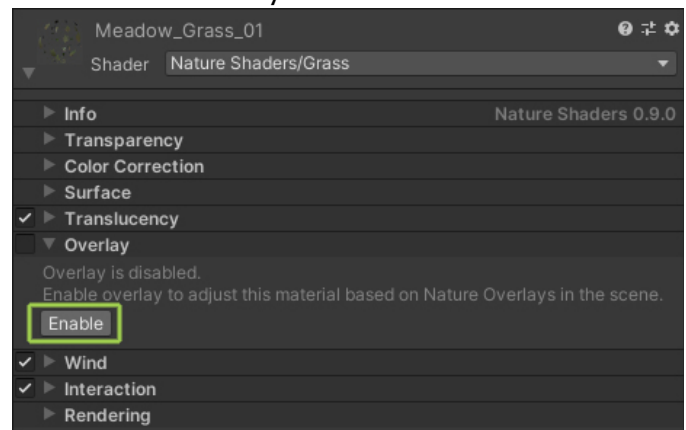 Meadow_Grass_01
Shader Nature Shaders/Grass
Info Nature Shaders 0.9.0
Transparency
Color Correction
Surface
Translucency
Overlay
Overlay is disabled.
Enable overlay to adjust this material based on Nature Overlays in the scene.
Enable
Wind
Interaction
Rendering